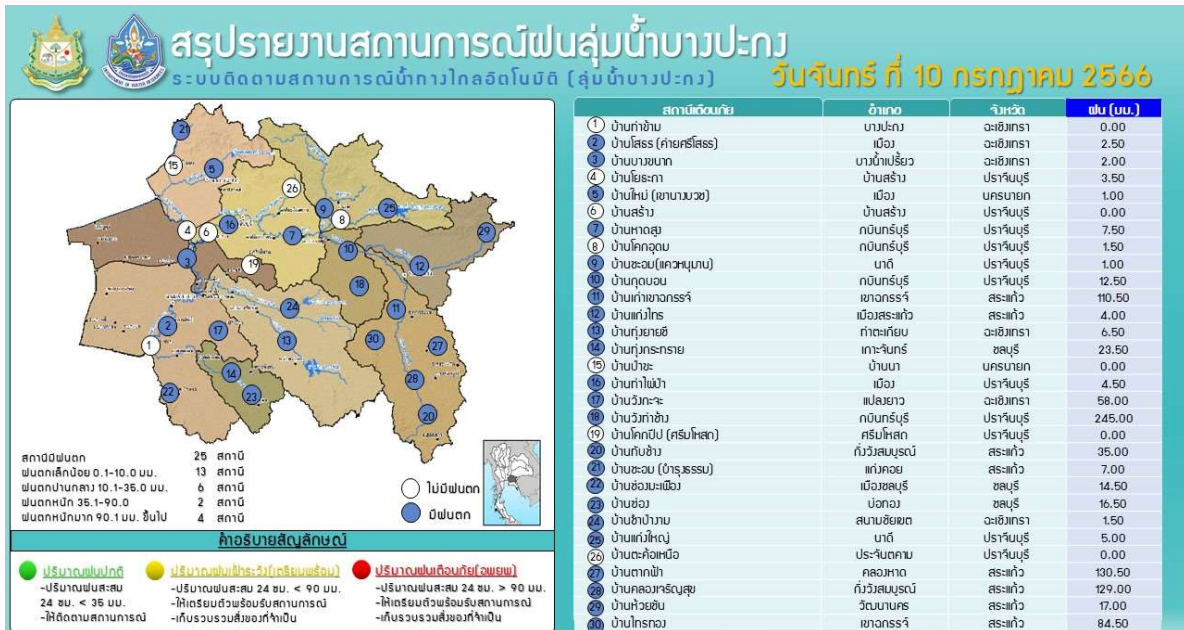 สรุปรายงานสถานการณ์ฝนลุ่มน้ำบางปะกง
ระบบติดตามสถานการณ์น้ำทางไกลอัตโนมัติ (ลุ่มน้ำบางปะกง)
วันจันทร์ ที่ 10 กรกฎาคม 2566
สถานีมีฝนตก 25 สถานี
ฝนตกเล็กน้อย 0.1-10.0 มม. 13 สถานี
ฝนตกปานกลาง 10.1-35.0 มม. 6 สถานี
ฝนตกหนัก 35.1-90.0 2 สถานี
ฝนตกหนักมาก 90.1 มม. ขึ้นไป 4 สถานี
ไม่มีฝนตก
มีฝนตก
คำอธิบายสัญลักษณ์
ปริมาณฝนปกติ
-ปริมาณฝนสะสม
24 ชม. < 35 มม.
-ให้ติดตามสถานการณ์
ปริมาณฝนเฝ้าระวัง(เตรียมพร้อม)
-ปริมาณฝนสะสม 24 ชม. < 90 มม.
-ให้เตรียมตัวพร้อมรับสถานการณ์
-เก็บรวบรวมสิ่งของที่จำเป็น
ปริมาณฝนเตือนภัย(อพยพ)
-ปริมาณฝนสะสม 24 ชม. > 90 มม.
-ให้เตรียมตัวพร้อมรับสถานการณ์
-เก็บรวบรวมสิ่งของที่จำเป็น
สถานีเตือนภัย อำเภอ จังหวัด ฝน (มม.)
1 บ้านท่าข้าม บางปะกง ฉะเชิงเทรา 0.00
2 บ้านโสธร (ค่ายศรีโสธร) เมือง ฉะเชิงเทรา 2.50
3 บ้านบางขนาก บางน้ำเปรี้ยว ฉะเชิงเทรา 2.00
4 บ้านโยธะกา บ้านสร้าง ปราจีนบุรี 3.50
5 บ้านใหม่ (เขานางบวช) เมือง นครนายก 1.00
6 บ้านสร้าง บ้านสร้าง ปราจีนบุรี 0.00
7 บ้านหาดสูง กบินทร์บุรี ปราจีนบุรี 7.50
8 บ้านโคกอุดม กบินทร์บุรี ปราจีนบุรี 1.50
9 บ้านซะอม(แควหนุมาน) นาดี ปราจีนบุรี 5.00
10 บ้านกุดบอน กบินทร์บุรี ปราจีนบุรี 12.50
11 บ้านเก่าเขาฉกรรจ์ เขาฉกรรจ์ สระแก้ว 110.50
12 บ้านแก่งไทร เมืองสระแก้ว สระแก้ว 4.00
13 บ้านทุ่งยายชี ท่าตะเกียบ ฉะเชิงเทรา 6.50
14 บ้านทุ่งกระทราย เกาะจันทร์ ชลบุรี 23.50
15 บ้านป่าขะ บ้านนา นครนายก 0.00
16 บ้านท่าไผ่ป่า เมือง ปราจีนบุรี 4.50
17 บ้านวังกะจะ แปลงยาว ฉะเชิงเทรา 58.00
18 บ้านวังท่าช้าง กบินทร์บุรี ปราจีนบุรี 245.00
19 บ้านโคกปีป (ศรีมโหสถ) ศรีมโหสถ ปราจีนบุรี 0.00
20 บ้านทับช้าง กิ่งวังสมบูรณ์ สระแก้ว 35.00
21 บ้านซะอม (บำรุงธรรม) แก่งคอย สระแก้ว 7.00
22 บ้านช่องมะเฟือง เมืองชลบุรี ชลบุรี 14.50
23 บ้านช่อง บ่อทอง ชลบุรี 16.50
24 บ้านชำป่างาม สนามชัยเขต ฉะเชิงเทรา 1.50
25 บ้านแก่งใหญ่ นาดี ปราจีนบุรี 5.00
26 บ้านตะค้อเหนือ ประจันตคาม ปราจีนบุรี 0.00
27 บ้านตากฟ้า คลองหาด สระแก้ว 130.50
28 บ้านคลองเจริญสุข กิ่งวังสมบูรณ์ สระแก้ว 129.00
29 บ้านห้วยชัน วัฒนานคร สระแก้ว 17.00
30 บ้านไทรทอง เขาฉกรรจ์ สระแก้ว 84.50